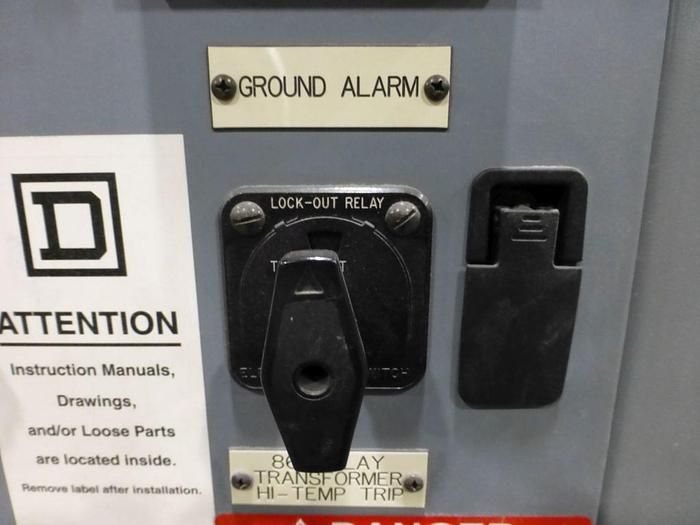 GROUND ALARM
LOCK-OUT RELAY
D
ATTENTION
Instruction Manuals,
Drawings,
and/or Loose Parts
are located inside.
Remove label after installation.
TRANSFORMER
HI-TEMP TRIP
DANGER